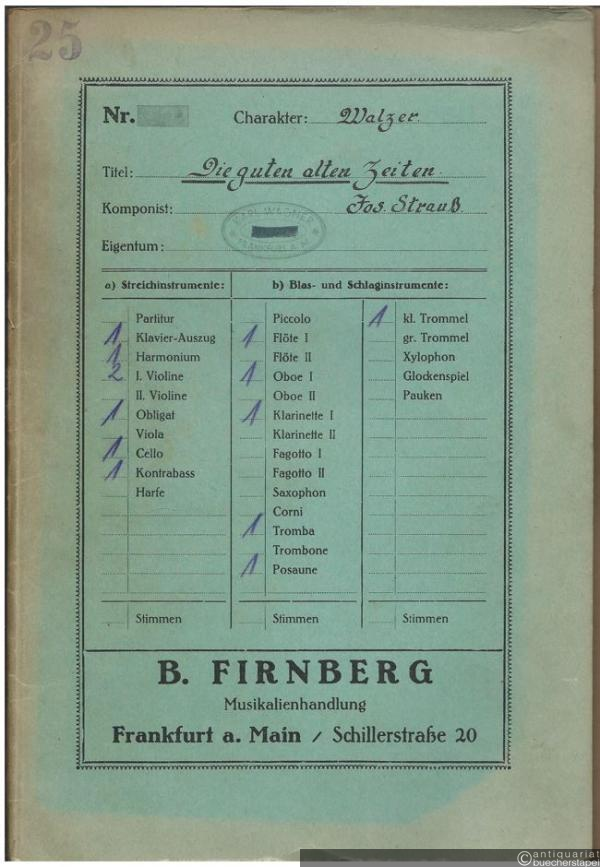 25
Nr. Charakter: Walzer.
Titel: Die guten alten Zeiten.
Komponist: Jos. Strauß.
CARL WAGNER
FRANKFURT A. M.
Eigentum:
a) Streichinstrumente: b) Blas- und Schlaginstrumente:
Partitur
1 Klavier-Auszug
1 Harmonium
2 I. Violine
II. Violine
1 Obligat
Viola
1 Cello
1 Kontrabass
Harfe
Stimmen
Piccolo
1 Flöte I
Flöte II
1 Oboe I
Oboe II
1 Klarinette I
Klarinette II
Fagotto I
Fagotto II
Saxophon
Corni
1 Tromba
Trombone
1 Posaune
Stimmen
1 kl. Trommel
gr. Trommel
Xylophon
Glockenspiel
Pauken
Stimmen
B. FIRNBERG
Musikalienhandlung
Frankfurt a. Main / Schillerstraße 20
©antiquariat
buecherstapel